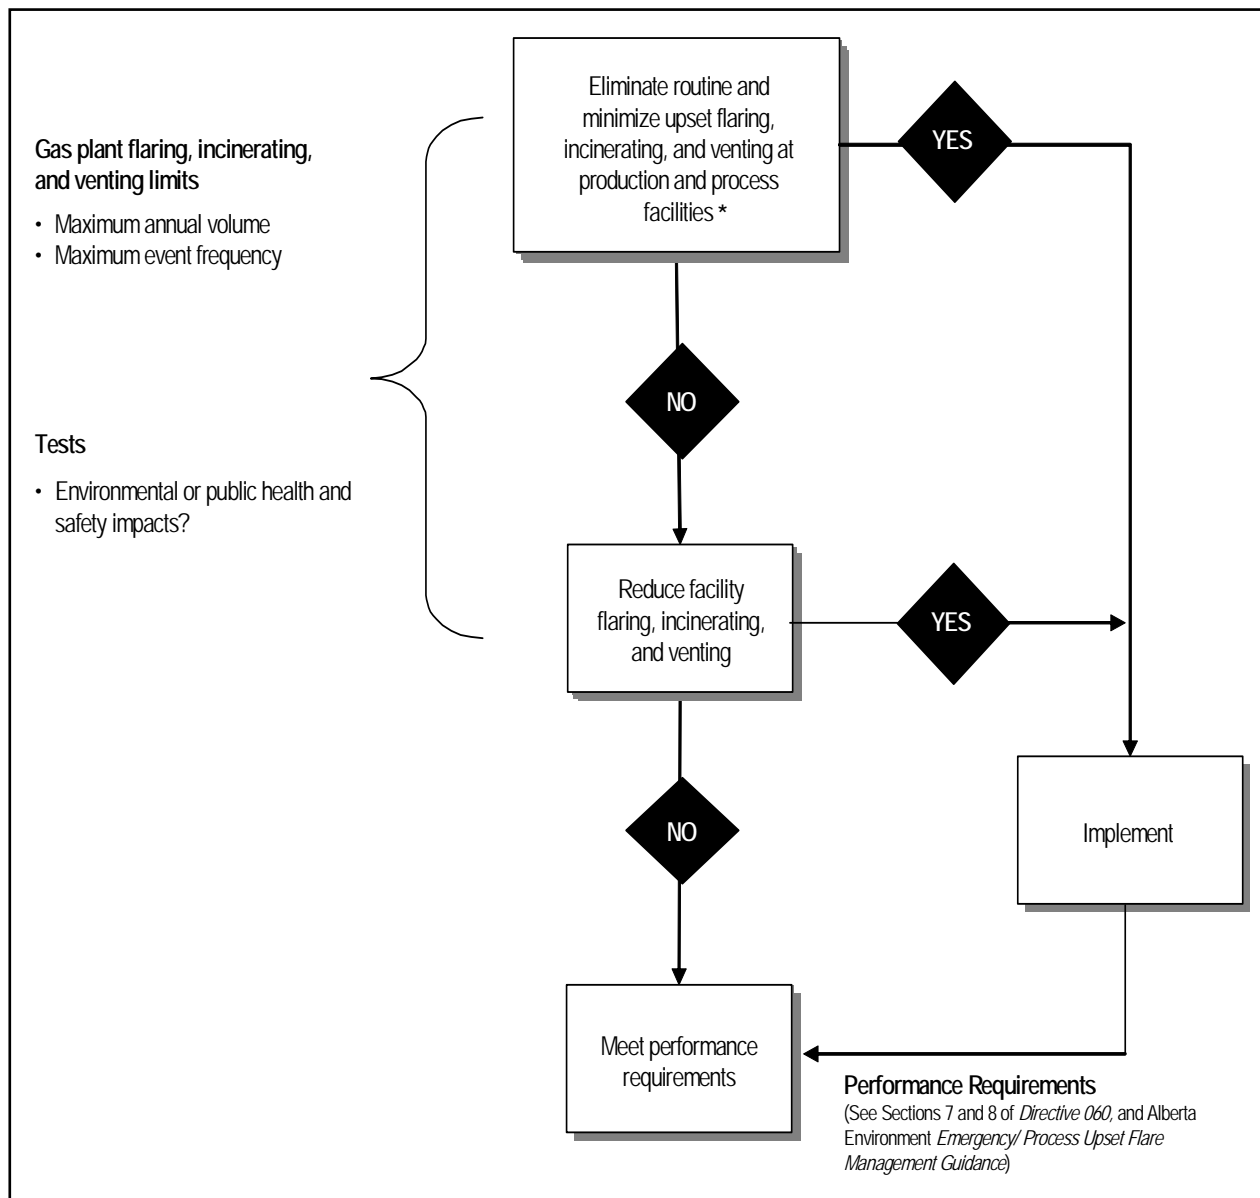 Eliminate routine and
minimize upset flaring,
incinerating, and venting at
production and process
facilities *
YES
Gas plant flaring, incinerating,
and venting limits
• Maximum annual volume
• Maximum event frequency
NO
Tests
• Environmental or public health and
safety impacts?
Reduce facility
flaring, incinerating,
and venting
YES
NO
Implement
Meet performance
requirements
Performance Requirements
(See Sections 7 and 8 of Directive 060, and Alberta
Environment Emergency/ Process Upset Flare
Management Guidance)